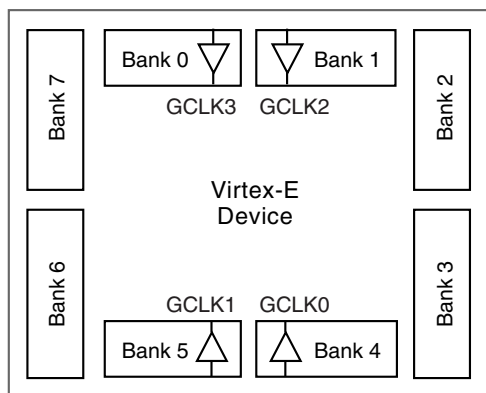 Bank 0
Bank 1
GCLK3
GCLK2
Bank 7
Bank 2
Virtex-E
Device
Bank 6
Bank 3
GCLK1
GCLK0
Bank 5
Bank 4